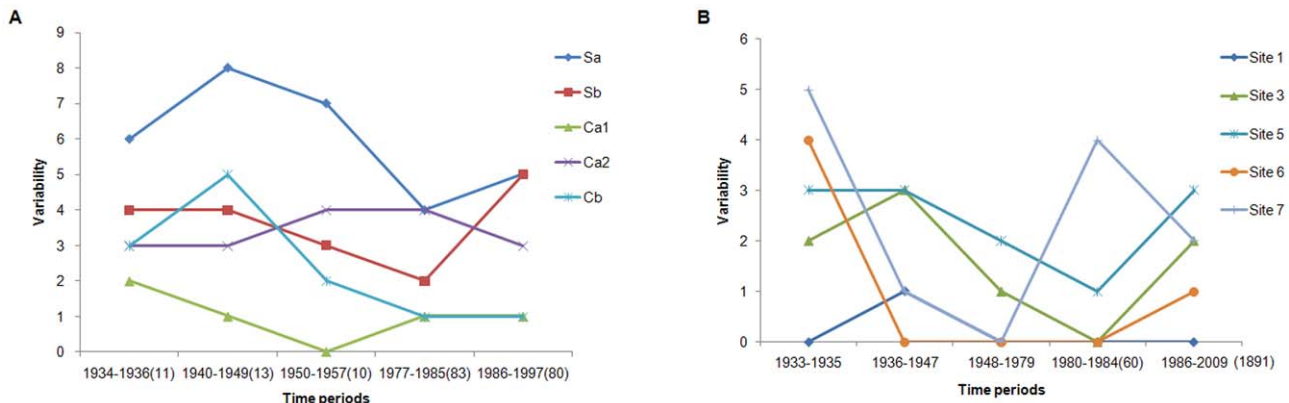 A
9
8
7
6
5
4
3
2
1
0
Variability
1934-1936(11) 1940-1949(13) 1950-1957(10) 1977-1985(83) 1986-1997(80)
Time periods
Sa
Sb
Ca1
Ca2
Cb
B
6
5
4
3
2
1
0
Variability
1933-1935 1936-1947 1948-1979 1980-1984(60) 1986-2009 (1891)
Time periods
Site 1
Site 3
Site 5
Site 6
Site 7